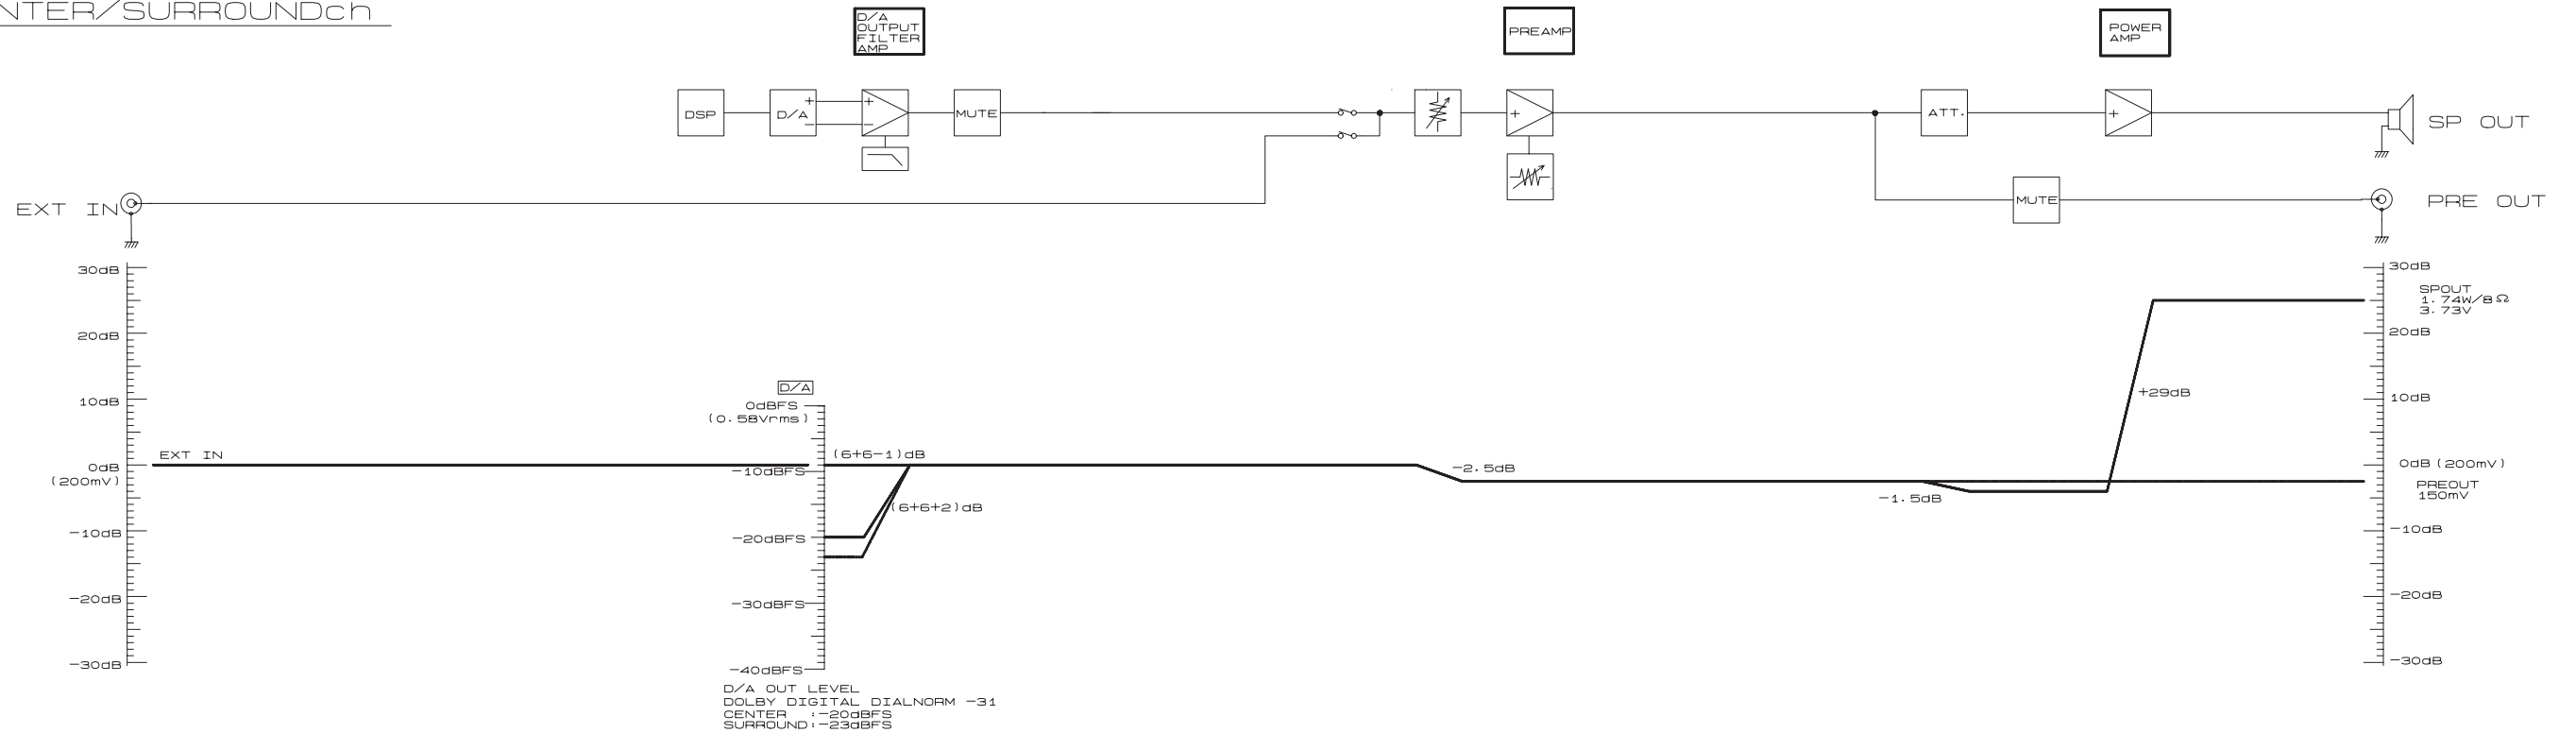 NTER/SURROUNDch
D/A
OUTPUT
FILTER
AMP
PREAMP
POWER
AMP
DSP
D/A
+
−
+
−
MUTE
+
ATT.
+
SP OUT
EXT IN
MUTE
PRE OUT
30dB
20dB
10dB
0dB
(200mV)
−10dB
−20dB
−30dB
EXT IN
D/A
0dBFS
(0.58Vrms)
−10dBFS
−20dBFS
−30dBFS
−40dBFS
(6+6−1)dB
(6+6+2)dB
D/A OUT LEVEL
DOLBY DIGITAL DIALNORM −31
CENTER :−20dBFS
SURROUND:−23dBFS
−2.5dB
−1.5dB
+29dB
30dB
SPOUT
1.74W/8Ω
3.73V
20dB
10dB
0dB (200mV)
PREOUT
150mV
−10dB
−20dB
−30dB